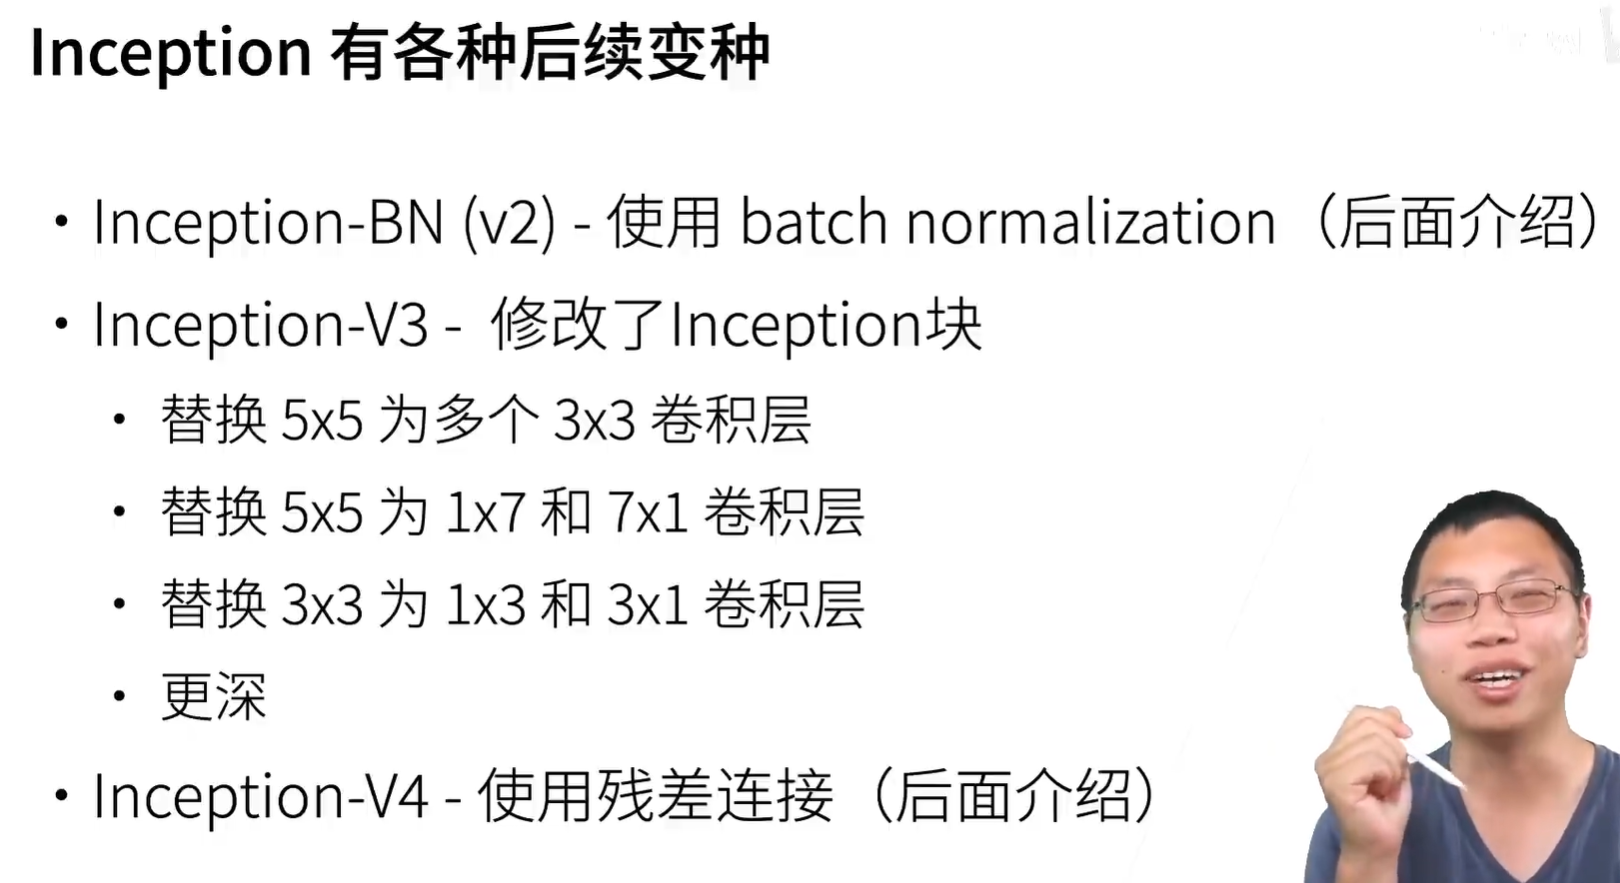 Inception 有各种后续变种
• Inception-BN (v2) - 使用 batch normalization（后面介绍）
• Inception-V3 - 修改了Inception块
• 替换 5x5 为多个 3x3 卷积层
• 替换 5x5 为 1x7 和 7x1 卷积层
• 替换 3x3 为 1x3 和 3x1 卷积层
• 更深
• Inception-V4 - 使用残差连接（后面介绍）